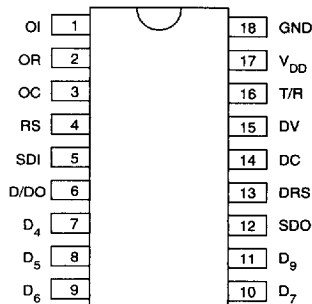 OI 1 18 GND
OR 2 17 VDD
OC 3 16 T/R
RS 4 15 DV
SDI 5 14 DC
D/DO 6 13 DRS
D4 7 12 SDO
D5 8 11 D9
D6 9 10 D7